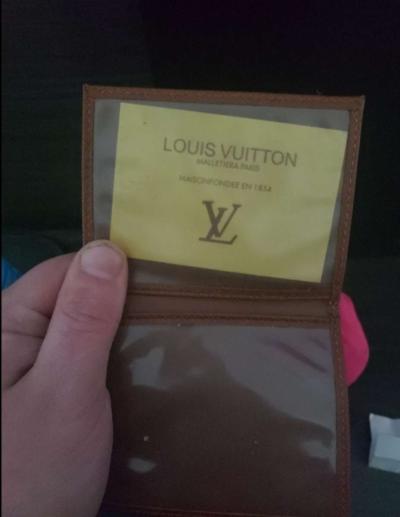 LOUIS VUITTON
MALLETIERA PARIS
MAISONFONDEE EN 1854
LV